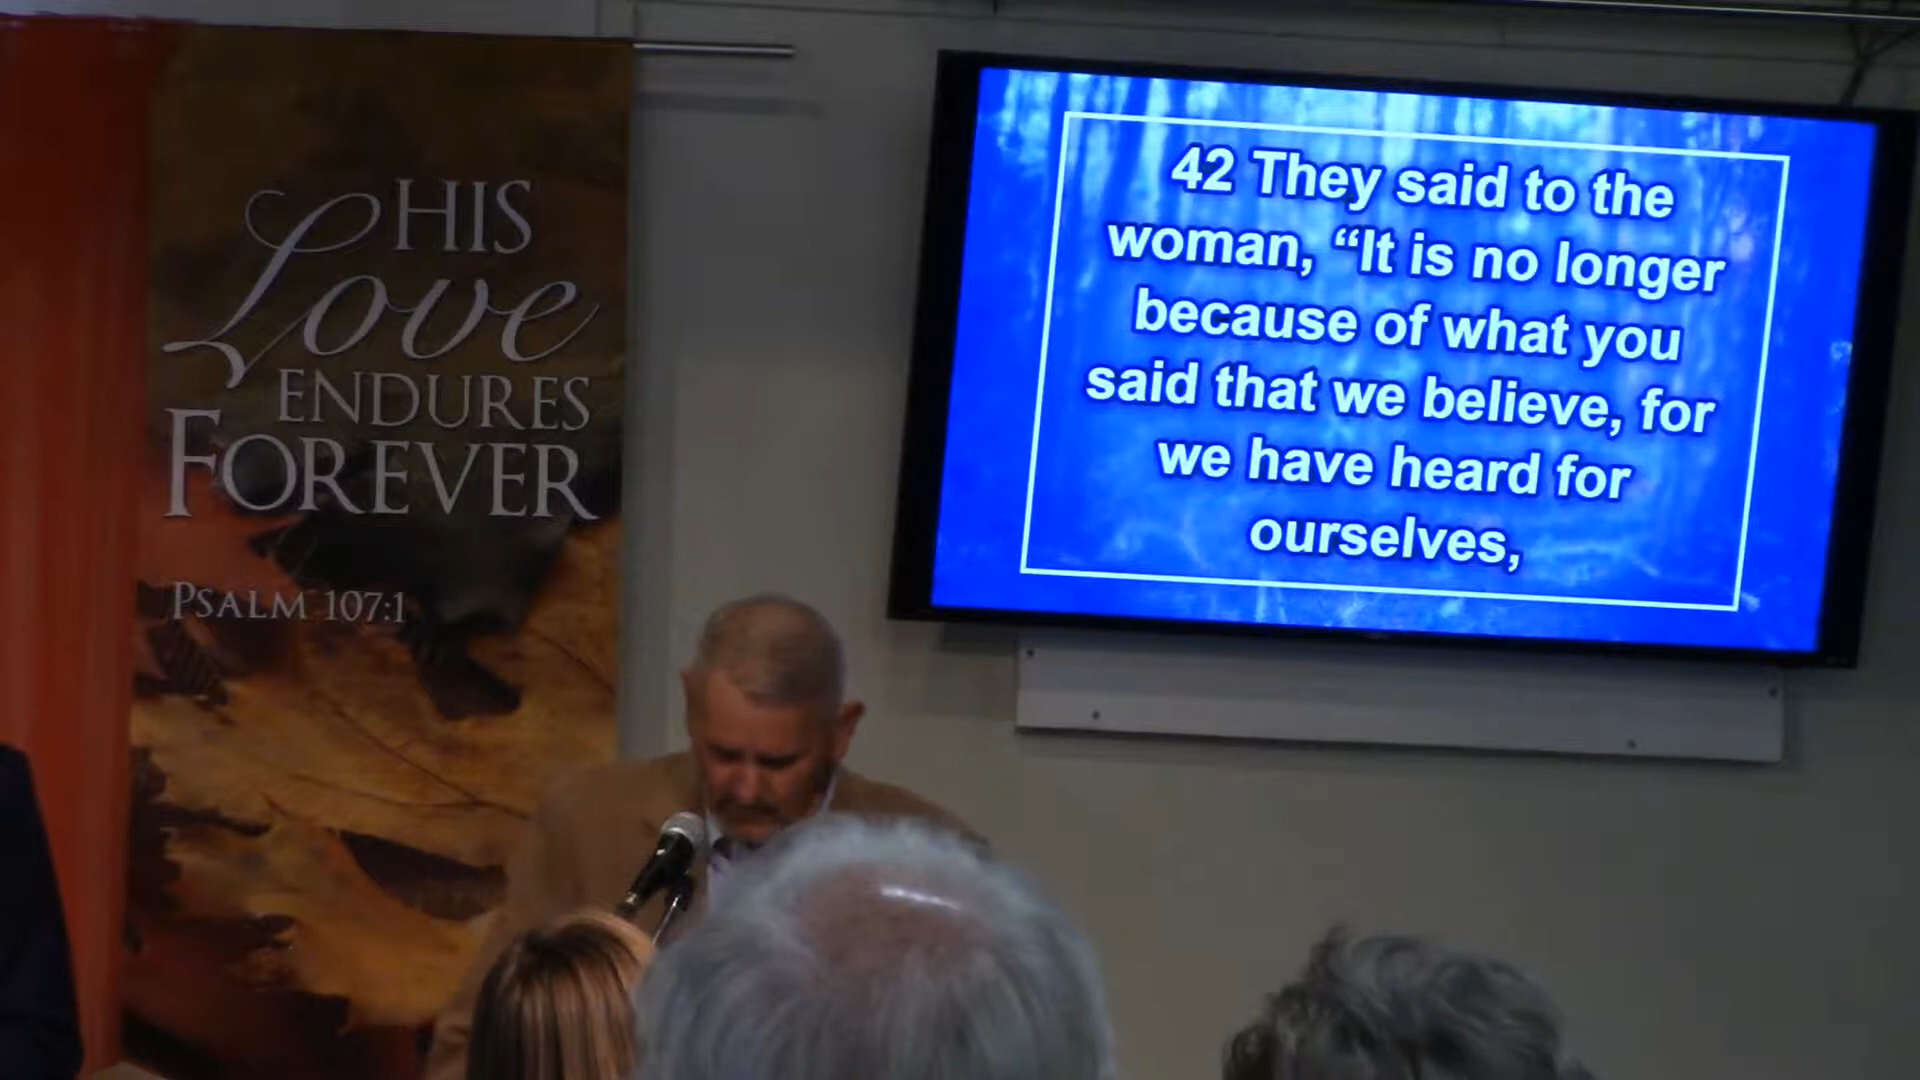 HIS
Love
ENDURES
FOREVER
PSALM 107:1
42 They said to the
woman, “It is no longer
because of what you
said that we believe, for
we have heard for
ourselves,